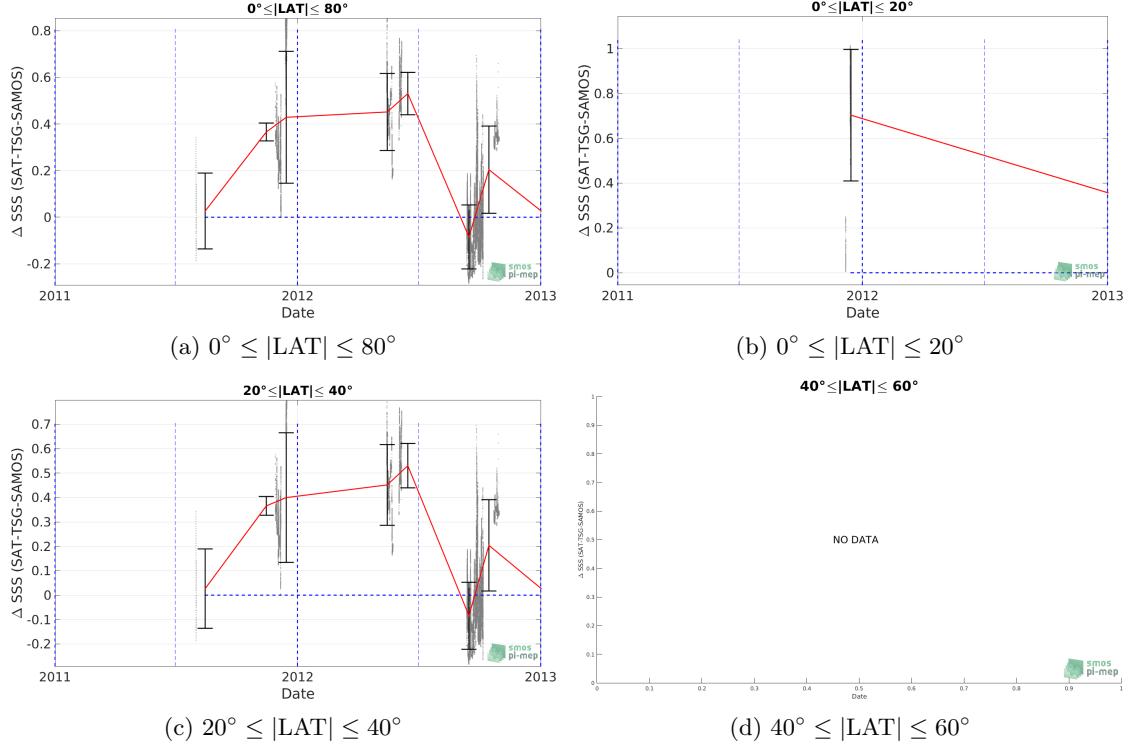 0°≤|LAT|≤ 80°
Δ SSS (SAT-TSG-SAMOS)
0.8
0.6
0.4
0.2
0
-0.2
2011
2012
2013
Date
smos
pi-mep
(a) 0° ≤ |LAT| ≤ 80°
0°≤|LAT|≤ 20°
Δ SSS (SAT-TSG-SAMOS)
1
0.8
0.6
0.4
0.2
0
2011
2012
2013
Date
smos
pi-mep
(b) 0° ≤ |LAT| ≤ 20°
20°≤|LAT|≤ 40°
Δ SSS (SAT-TSG-SAMOS)
0.7
0.6
0.5
0.4
0.3
0.2
0.1
0
-0.1
-0.2
2011
2012
2013
Date
smos
pi-mep
(c) 20° ≤ |LAT| ≤ 40°
40°≤|LAT|≤ 60°
Δ SSS (SAT-TSG-SAMOS)
1
0.9
0.8
0.7
0.6
0.5
0.4
0.3
0.2
0.1
0
NO DATA
0
0.1
0.2
0.3
0.4
0.5
0.6
0.7
0.8
0.9
1
Date
smos
pi-mep
(d) 40° ≤ |LAT| ≤ 60°